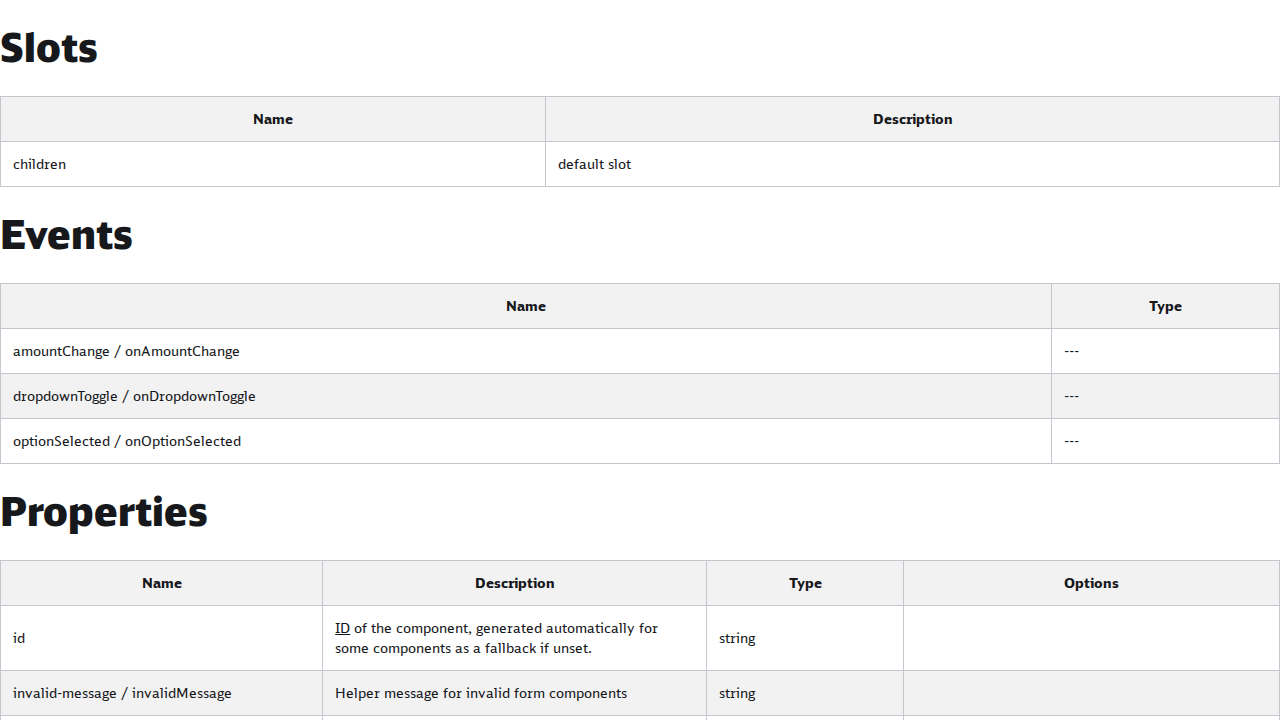 Slots
Name Description
children default slot
Events
Name Type
amountChange / onAmountChange ---
dropdownToggle / onDropdownToggle ---
optionSelected / onOptionSelected ---
Properties
Name Description Type Options
id ID of the component, generated automatically for some components as a fallback if unset. string
invalid-message / invalidMessage Helper message for invalid form components string